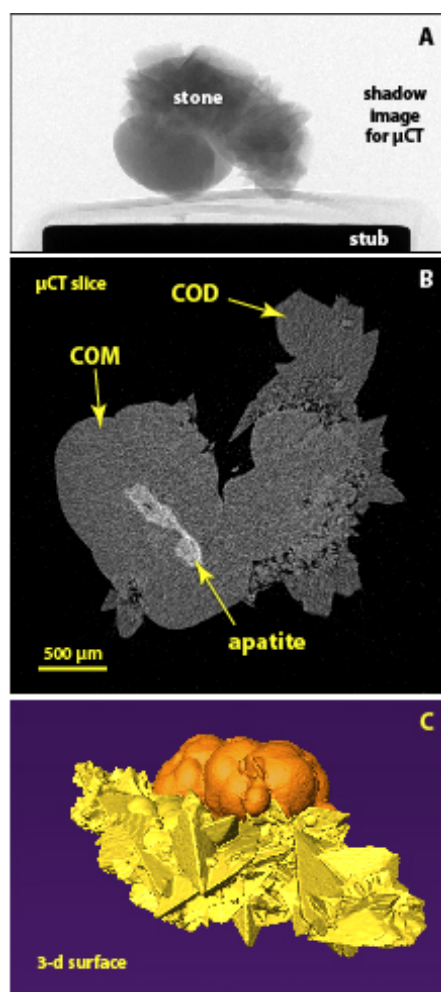 A
stone
shadow
image
for µCT
stub
µCT slice
B
COD
COM
apatite
500 µm
C
3-d surface